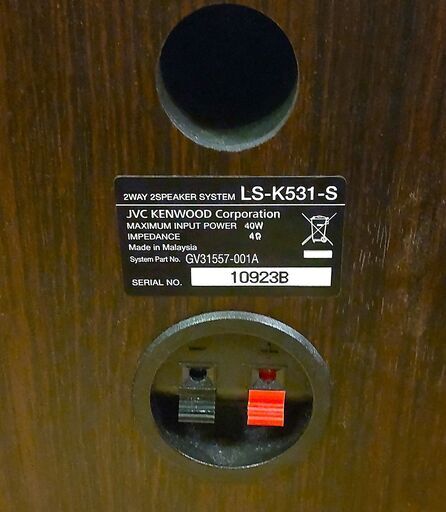 2WAY 2SPEAKER SYSTEM LS-K531-S
JVC KENWOOD Corporation
MAXIMUM INPUT POWER 40W
IMPEDANCE 4Ω
Made in Malaysia
System Part No. GV31557-001A
SERIAL NO. 10923B